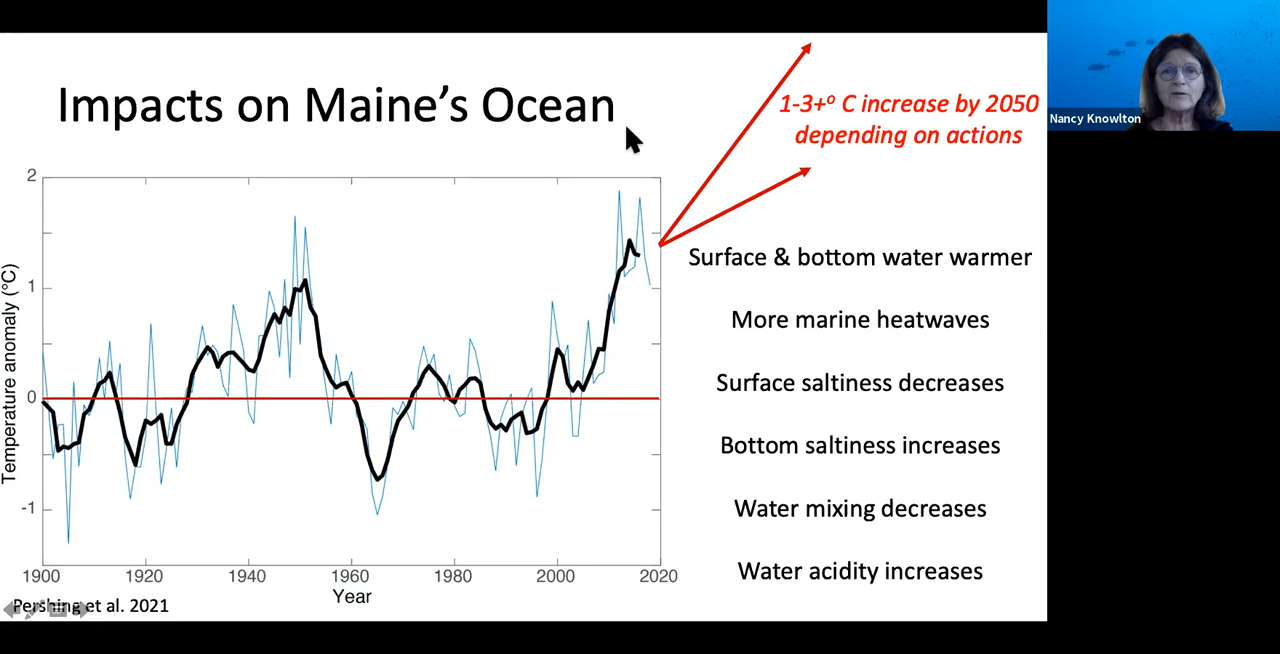 Impacts on Maine's Ocean
1-3+° C increase by 2050
depending on actions
Nancy Knowlton
2
1
0
-1
Temperature anomaly (°C)
1900 1920 1940 1960 1980 2000 2020
Year
Pershing et al. 2021
Surface & bottom water warmer
More marine heatwaves
Surface saltiness decreases
Bottom saltiness increases
Water mixing decreases
Water acidity increases